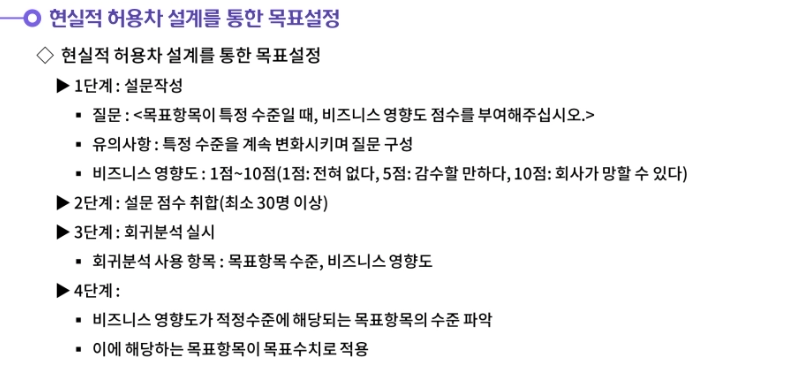 현실적 허용차 설계를 통한 목표설정
◇ 현실적 허용차 설계를 통한 목표설정
▶ 1단계 : 설문작성
▪ 질문 : <목표항목이 특정 수준일 때, 비즈니스 영향도 점수를 부여해주십시오.>
▪ 유의사항 : 특정 수준을 계속 변화시키며 질문 구성
▪ 비즈니스 영향도 : 1점~10점(1점: 전혀 없다, 5점: 감수할 만하다, 10점: 회사가 망할 수 있다)
▶ 2단계 : 설문 점수 취합(최소 30명 이상)
▶ 3단계 : 회귀분석 실시
▪ 회귀분석 사용 항목 : 목표항목 수준, 비즈니스 영향도
▶ 4단계 :
▪ 비즈니스 영향도가 적정수준에 해당되는 목표항목의 수준 파악
▪ 이에 해당하는 목표항목이 목표수치로 적용